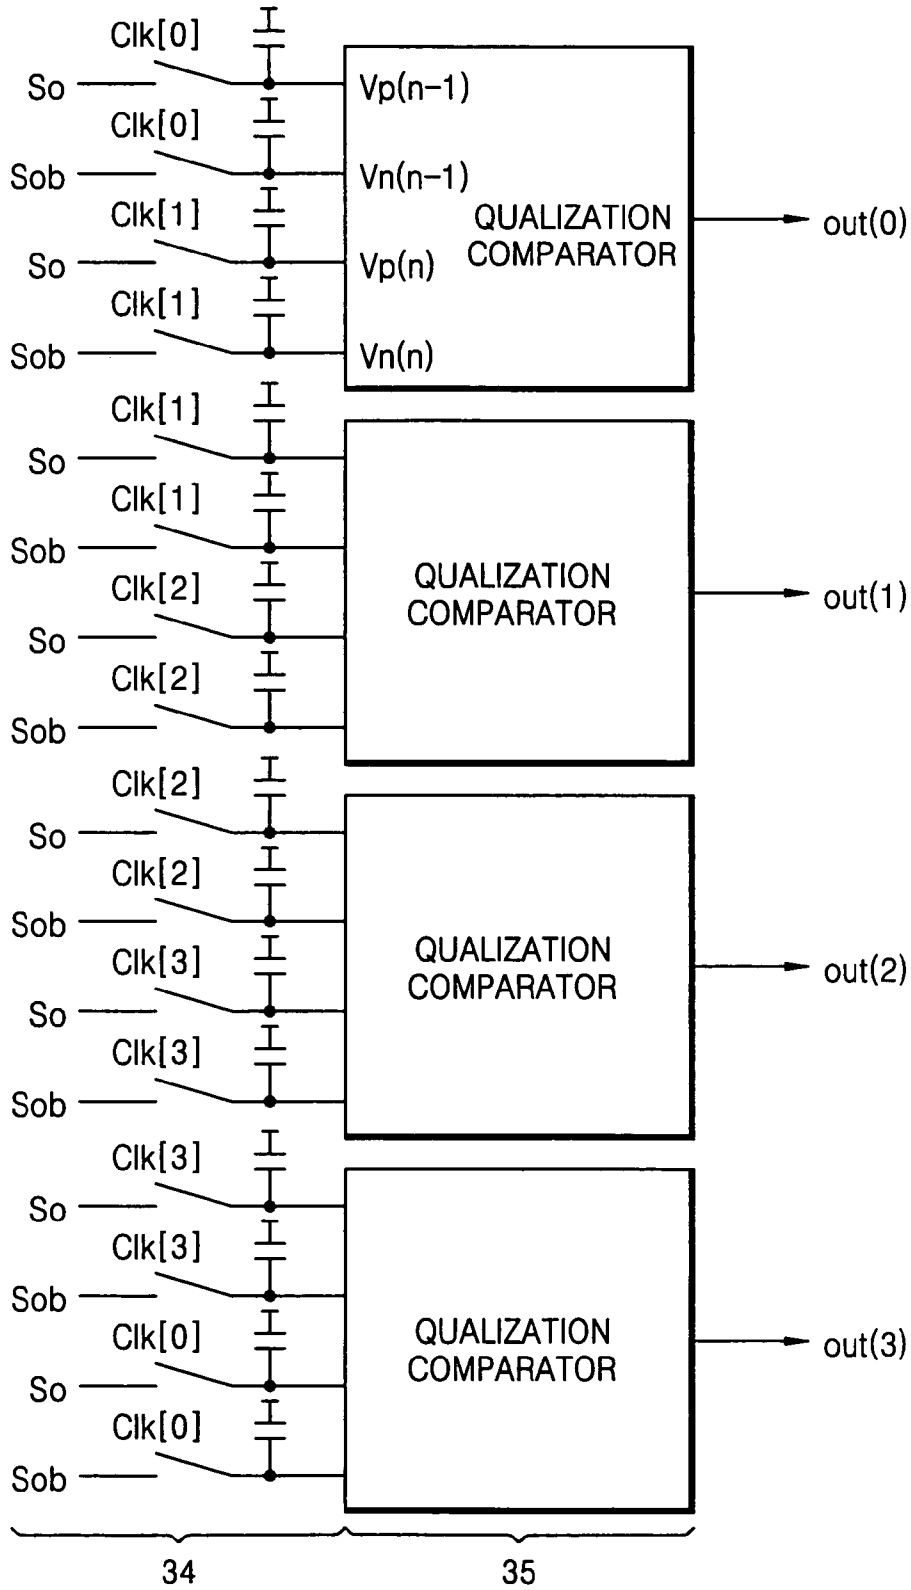 Clk[0]
So
Vp(n-1)
Clk[0]
Sob
Vn(n-1)
Clk[1]
QUALIZATION
COMPARATOR
out(0)
So
Vp(n)
Clk[1]
Sob
Vn(n)
Clk[1]
So
Clk[1]
Sob
QUALIZATION
COMPARATOR
out(1)
Clk[2]
So
Clk[2]
Sob
Clk[2]
So
Clk[2]
Sob
QUALIZATION
COMPARATOR
out(2)
Clk[3]
So
Clk[3]
Sob
Clk[3]
So
Clk[3]
Sob
QUALIZATION
COMPARATOR
out(3)
Clk[0]
So
Clk[0]
Sob
34
35